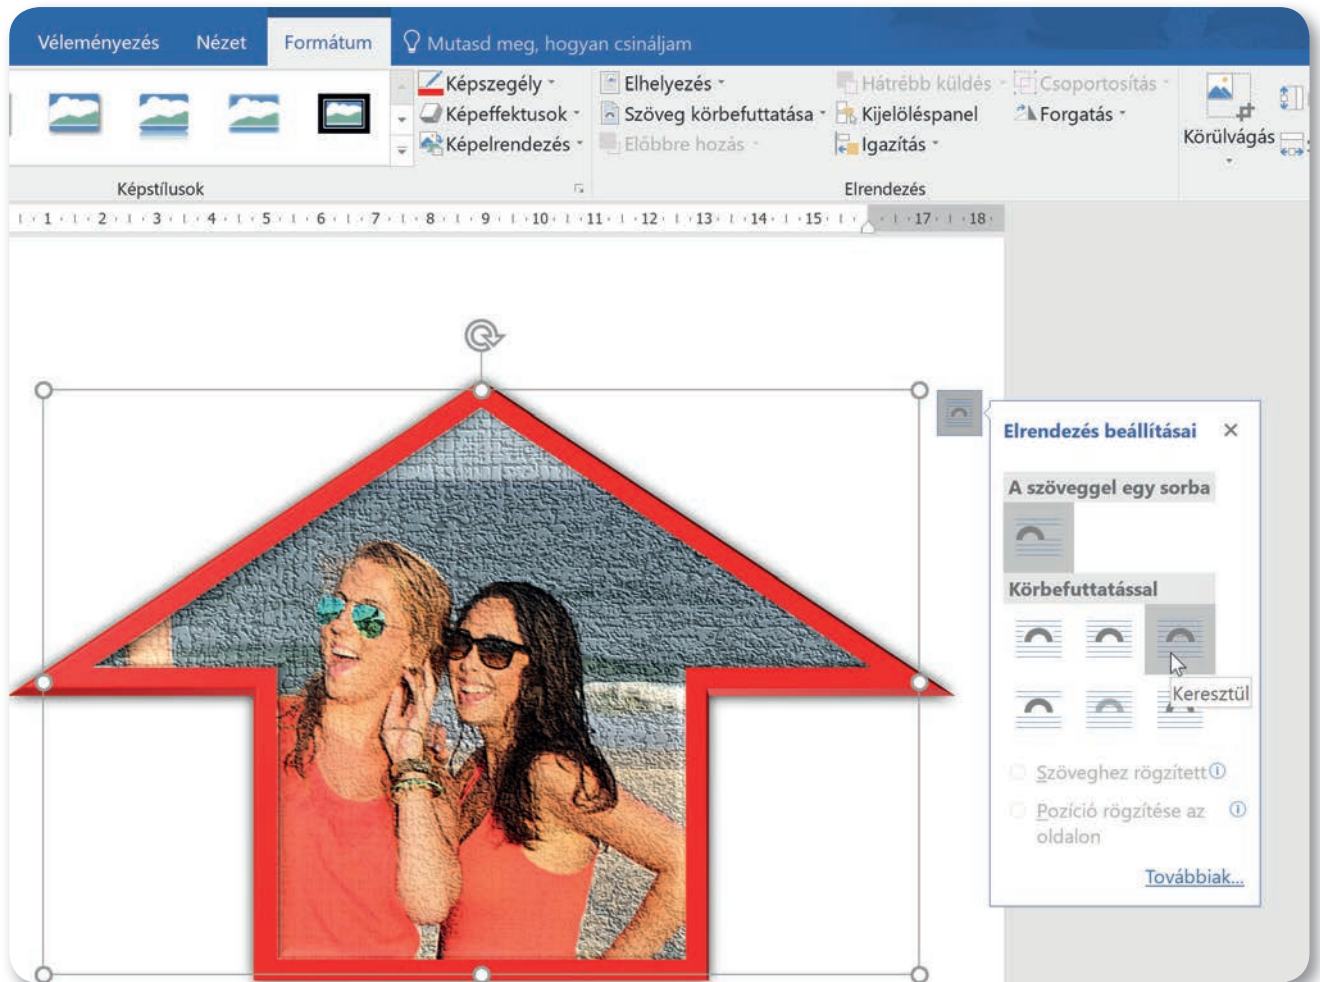 Véleményezés Nézet Formátum Mutasd meg, hogyan csináljam
Képszegély Elhelyezés Hátrébb küldés Csoportosítás
Képeffektusok Szöveg körbefuttatása Kijelöléspanel Forgatás
Képelrendezés Előbbre hozás Igazítás Körülvágás
Képstílusok Elrendezés
1 2 3 4 5 6 7 8 9 10 11 12 13 14 15 17 18
Elrendezés beállításai
A szöveggel egy sorba
Körbefuttatással
Keresztül
Szöveghez rögzített
Pozíció rögzítése az
oldalon
Továbbiak...